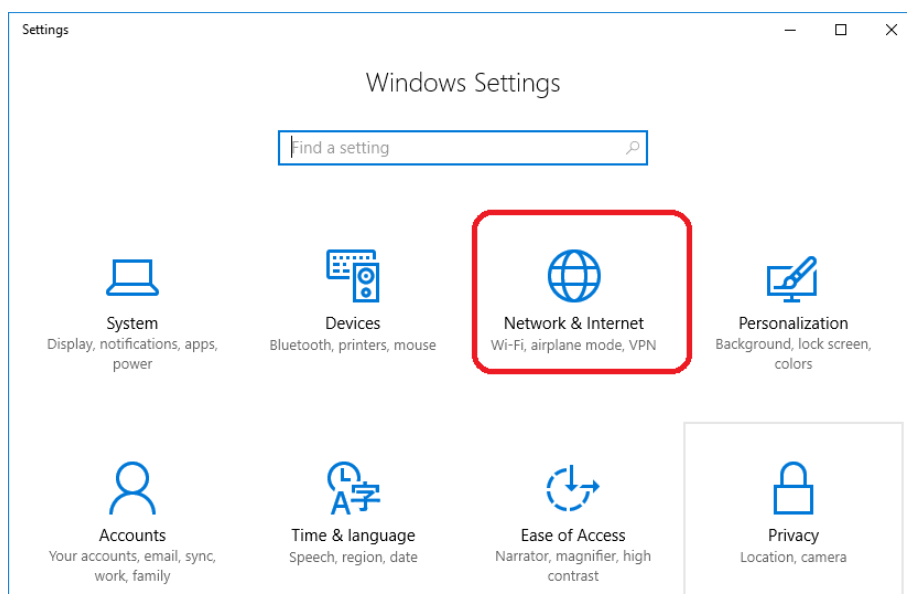 Settings
Windows Settings
Find a setting
System
Display, notifications, apps,
power
Devices
Bluetooth, printers, mouse
Network & Internet
Wi-Fi, airplane mode, VPN
Personalization
Background, lock screen,
colors
Accounts
Your accounts, email, sync,
work, family
A字
Time & language
Speech, region, date
Ease of Access
Narrator, magnifier, high
contrast
Privacy
Location, camera